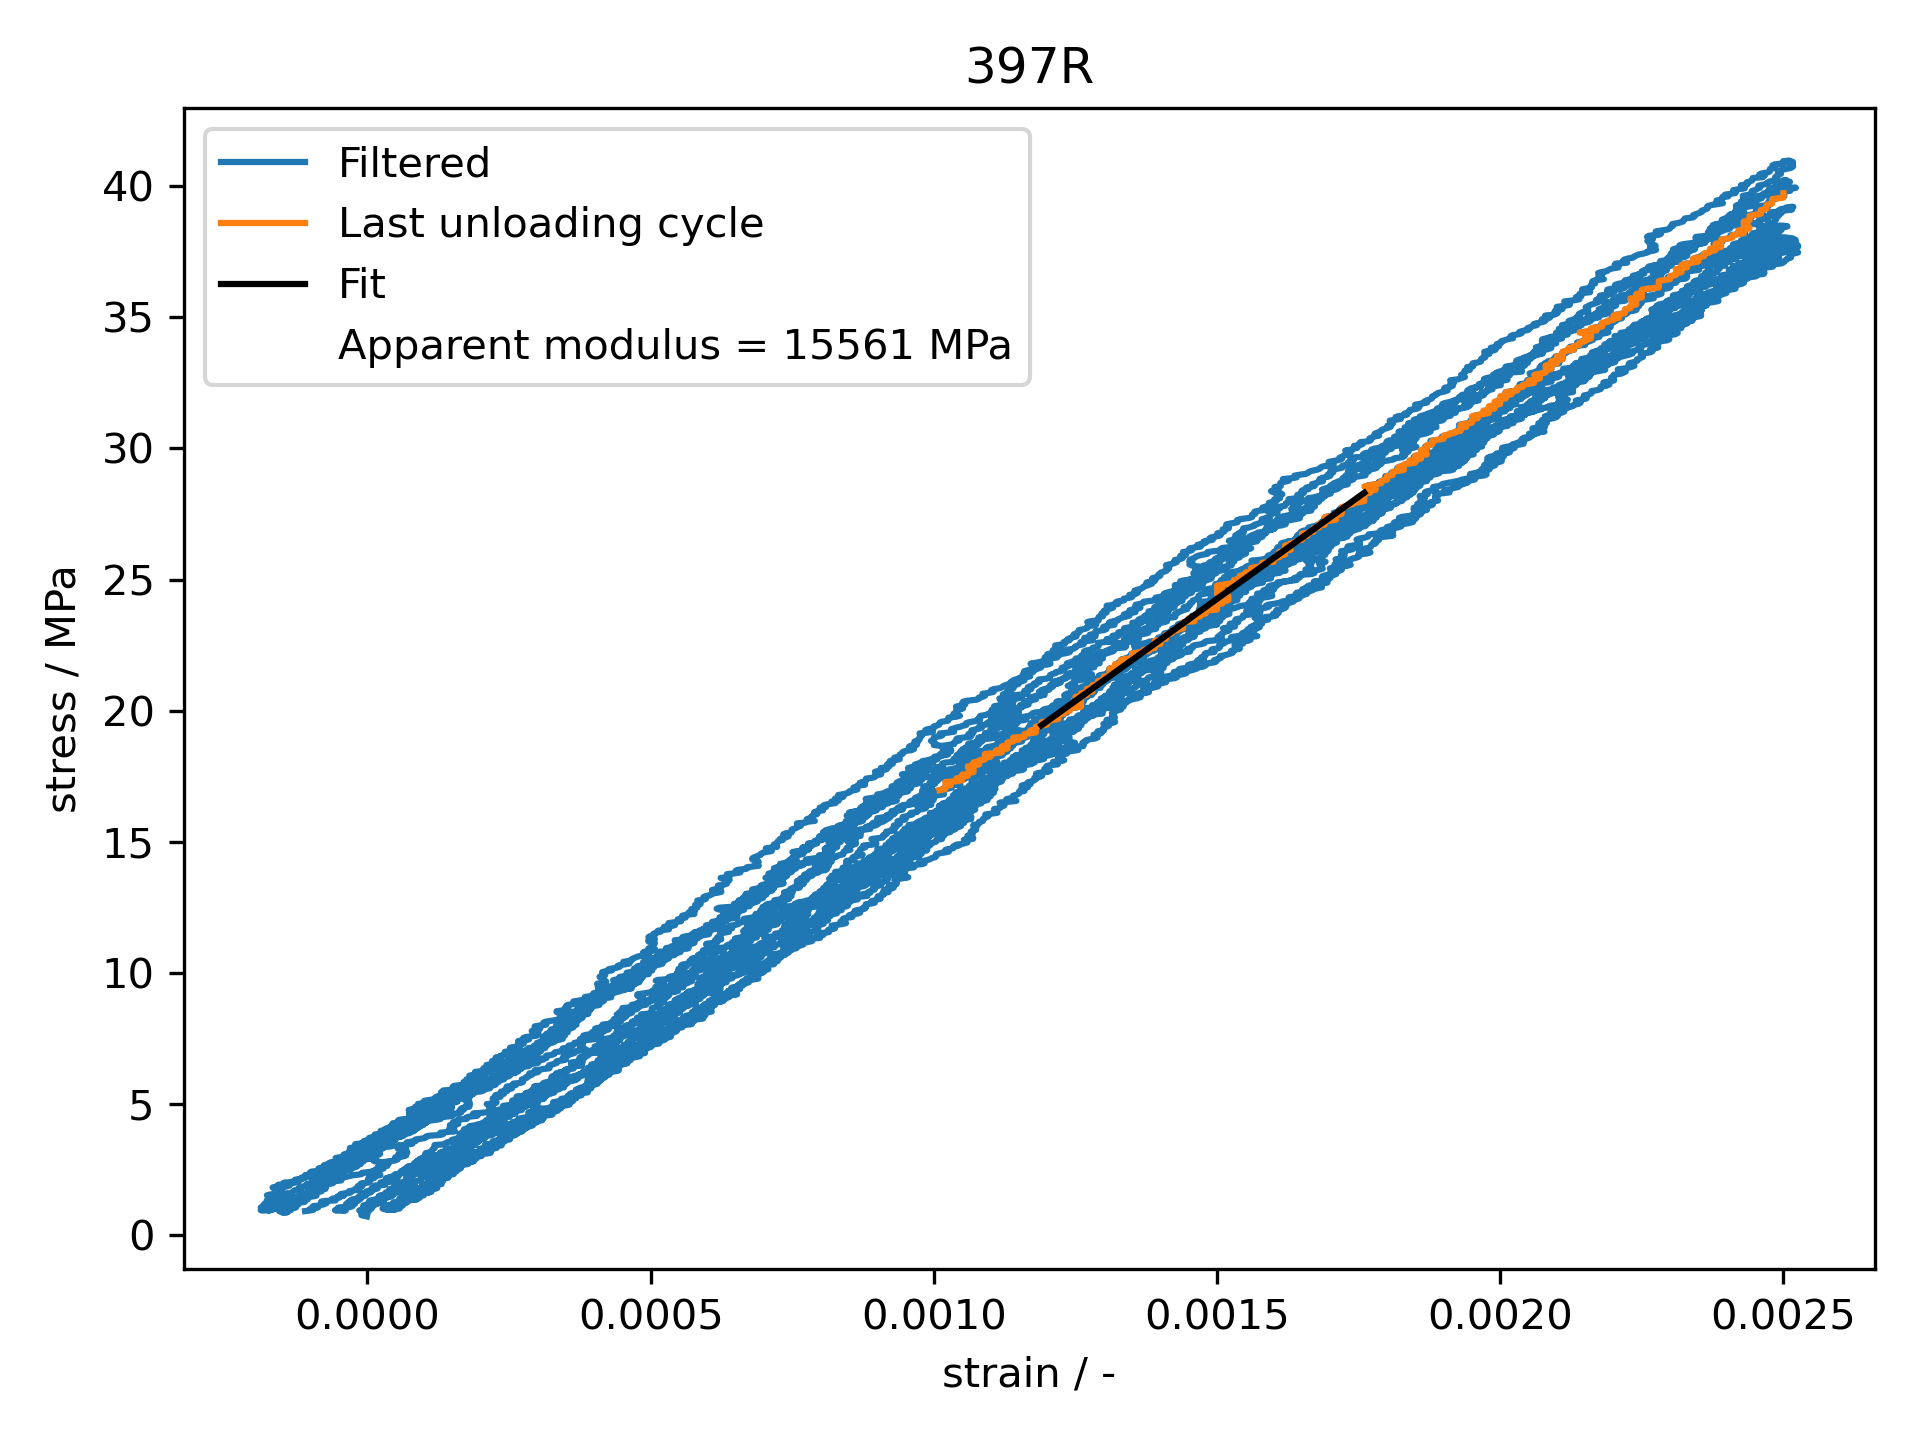 397R
Filtered
Last unloading cycle
Fit
Apparent modulus = 15561 MPa
40
35
30
25
20
15
10
5
0
stress / MPa
0.0000 0.0005 0.0010 0.0015 0.0020 0.0025
strain / -